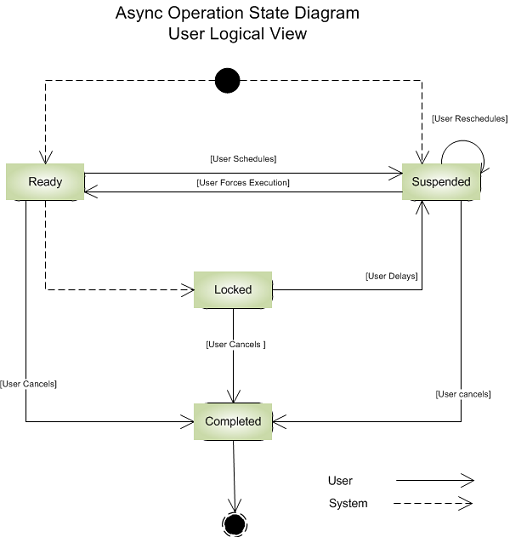 Async Operation State Diagram
User Logical View
[User Reschedules]
[User Schedules]
Ready
[User Forces Execution]
Suspended
[User Delays]
Locked
[User Cancels ]
[User Cancels]
[User cancels]
Completed
User
System